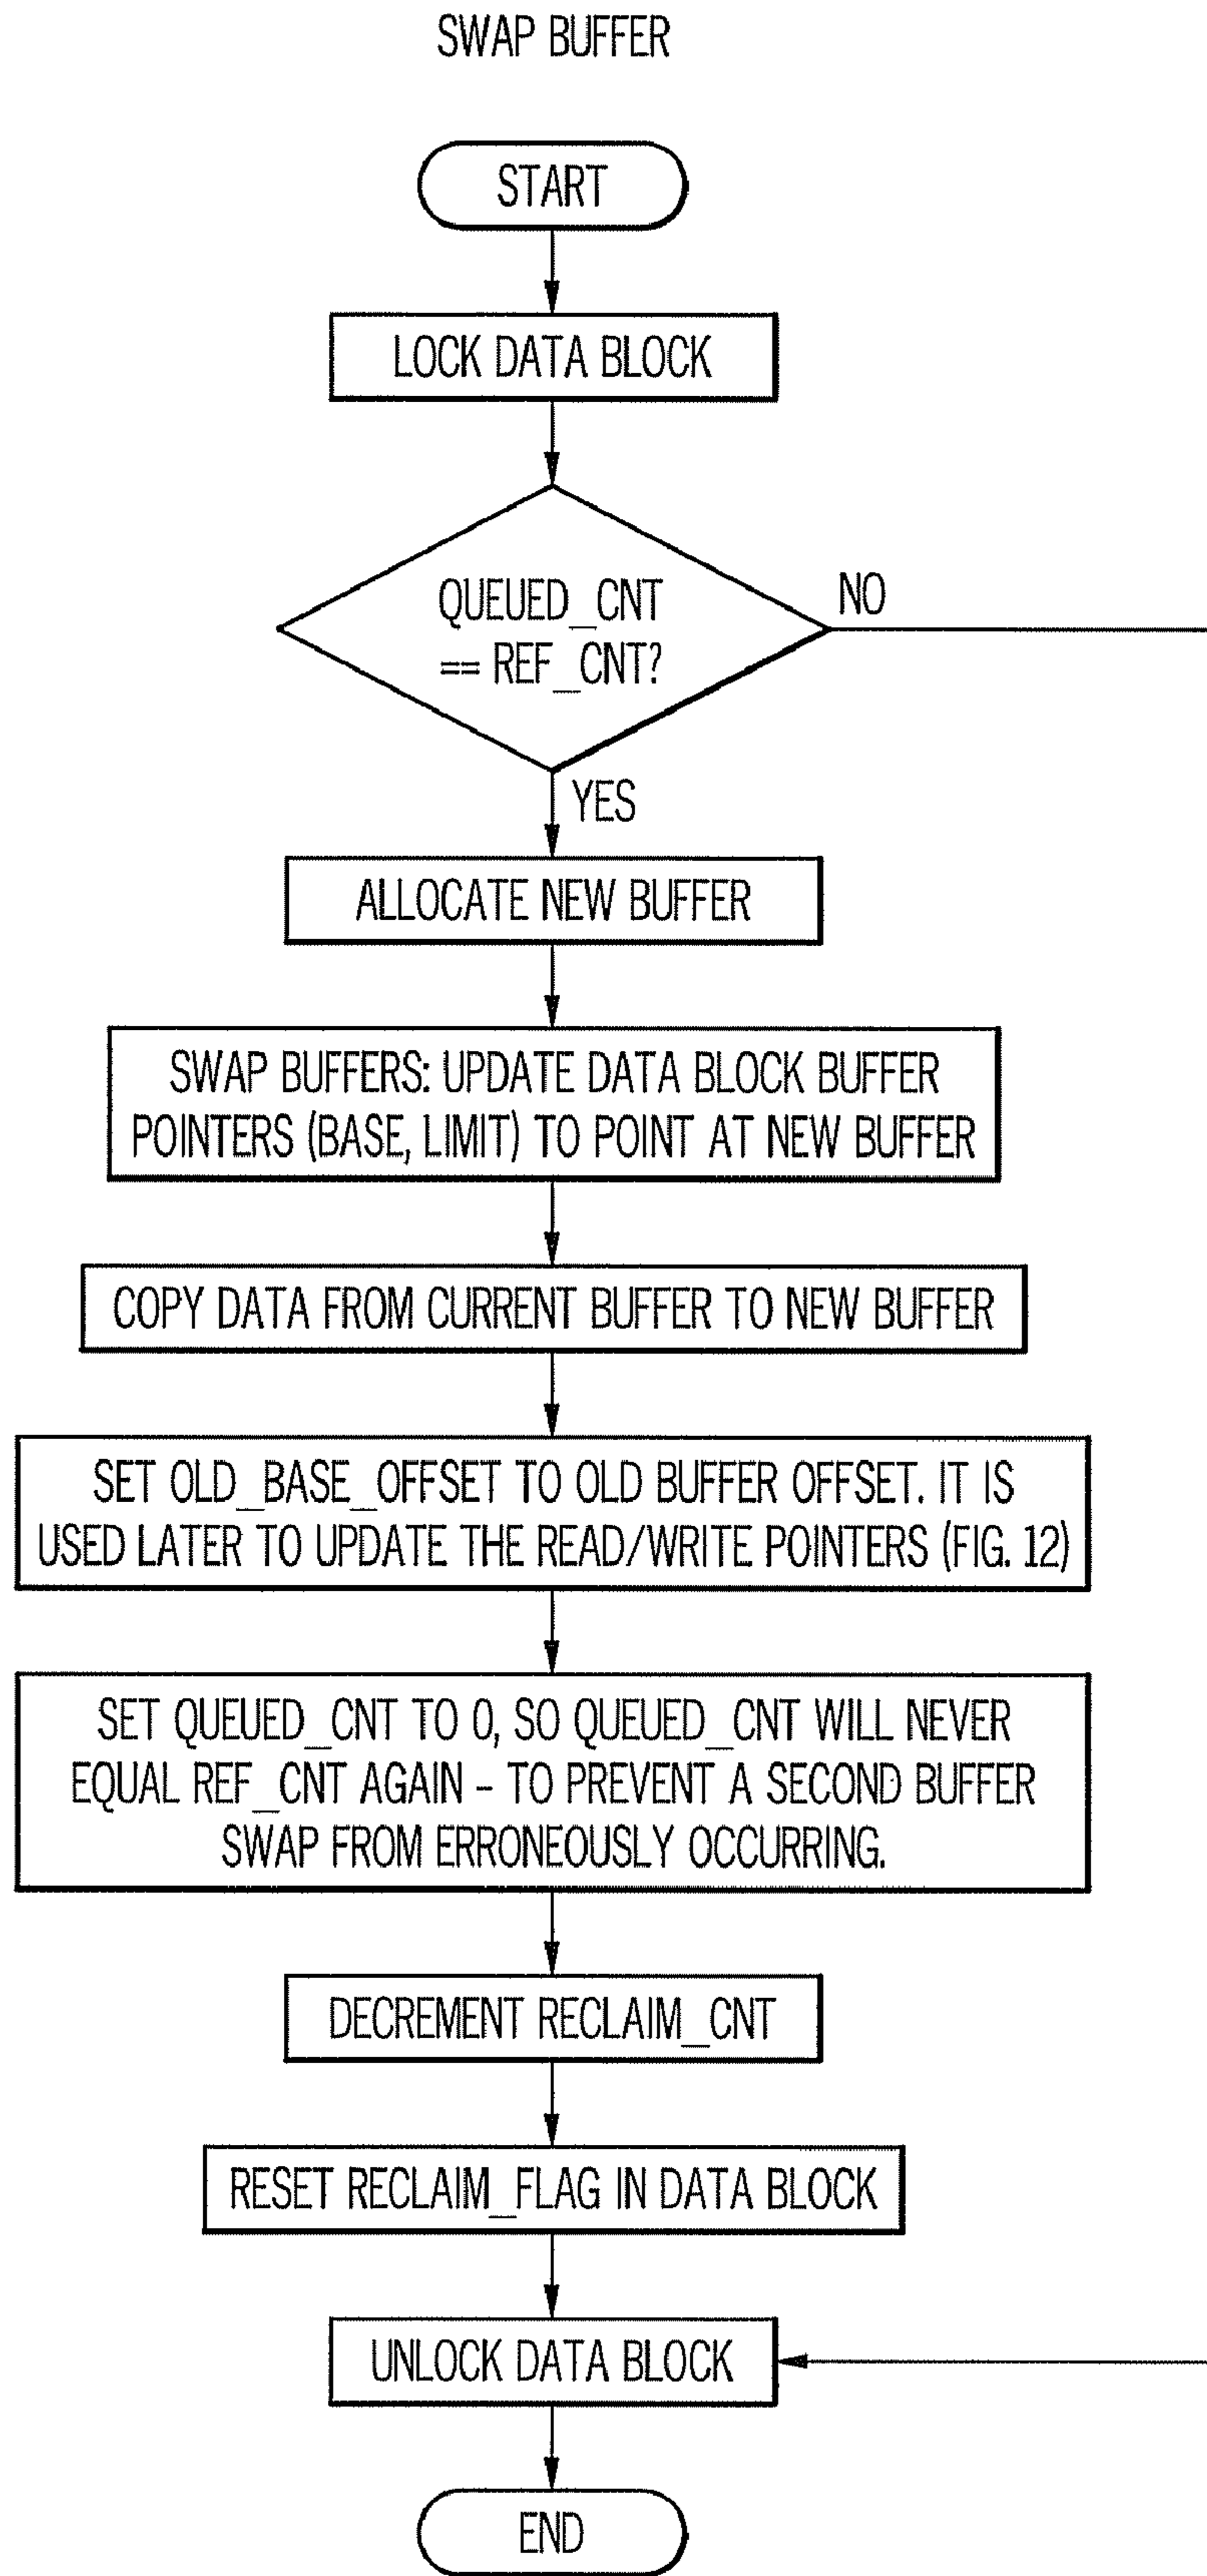 SWAP BUFFER
START
LOCK DATA BLOCK
QUEUED_CNT
== REF_CNT?
NO
YES
ALLOCATE NEW BUFFER
SWAP BUFFERS: UPDATE DATA BLOCK BUFFER
POINTERS (BASE, LIMIT) TO POINT AT NEW BUFFER
COPY DATA FROM CURRENT BUFFER TO NEW BUFFER
SET OLD_BASE_OFFSET TO OLD BUFFER OFFSET. IT IS
USED LATER TO UPDATE THE READ/WRITE POINTERS (FIG. 12)
SET QUEUED_CNT TO 0, SO QUEUED_CNT WILL NEVER
EQUAL REF_CNT AGAIN – TO PREVENT A SECOND BUFFER
SWAP FROM ERRONEOUSLY OCCURRING.
DECREMENT RECLAIM_CNT
RESET RECLAIM_FLAG IN DATA BLOCK
UNLOCK DATA BLOCK
END